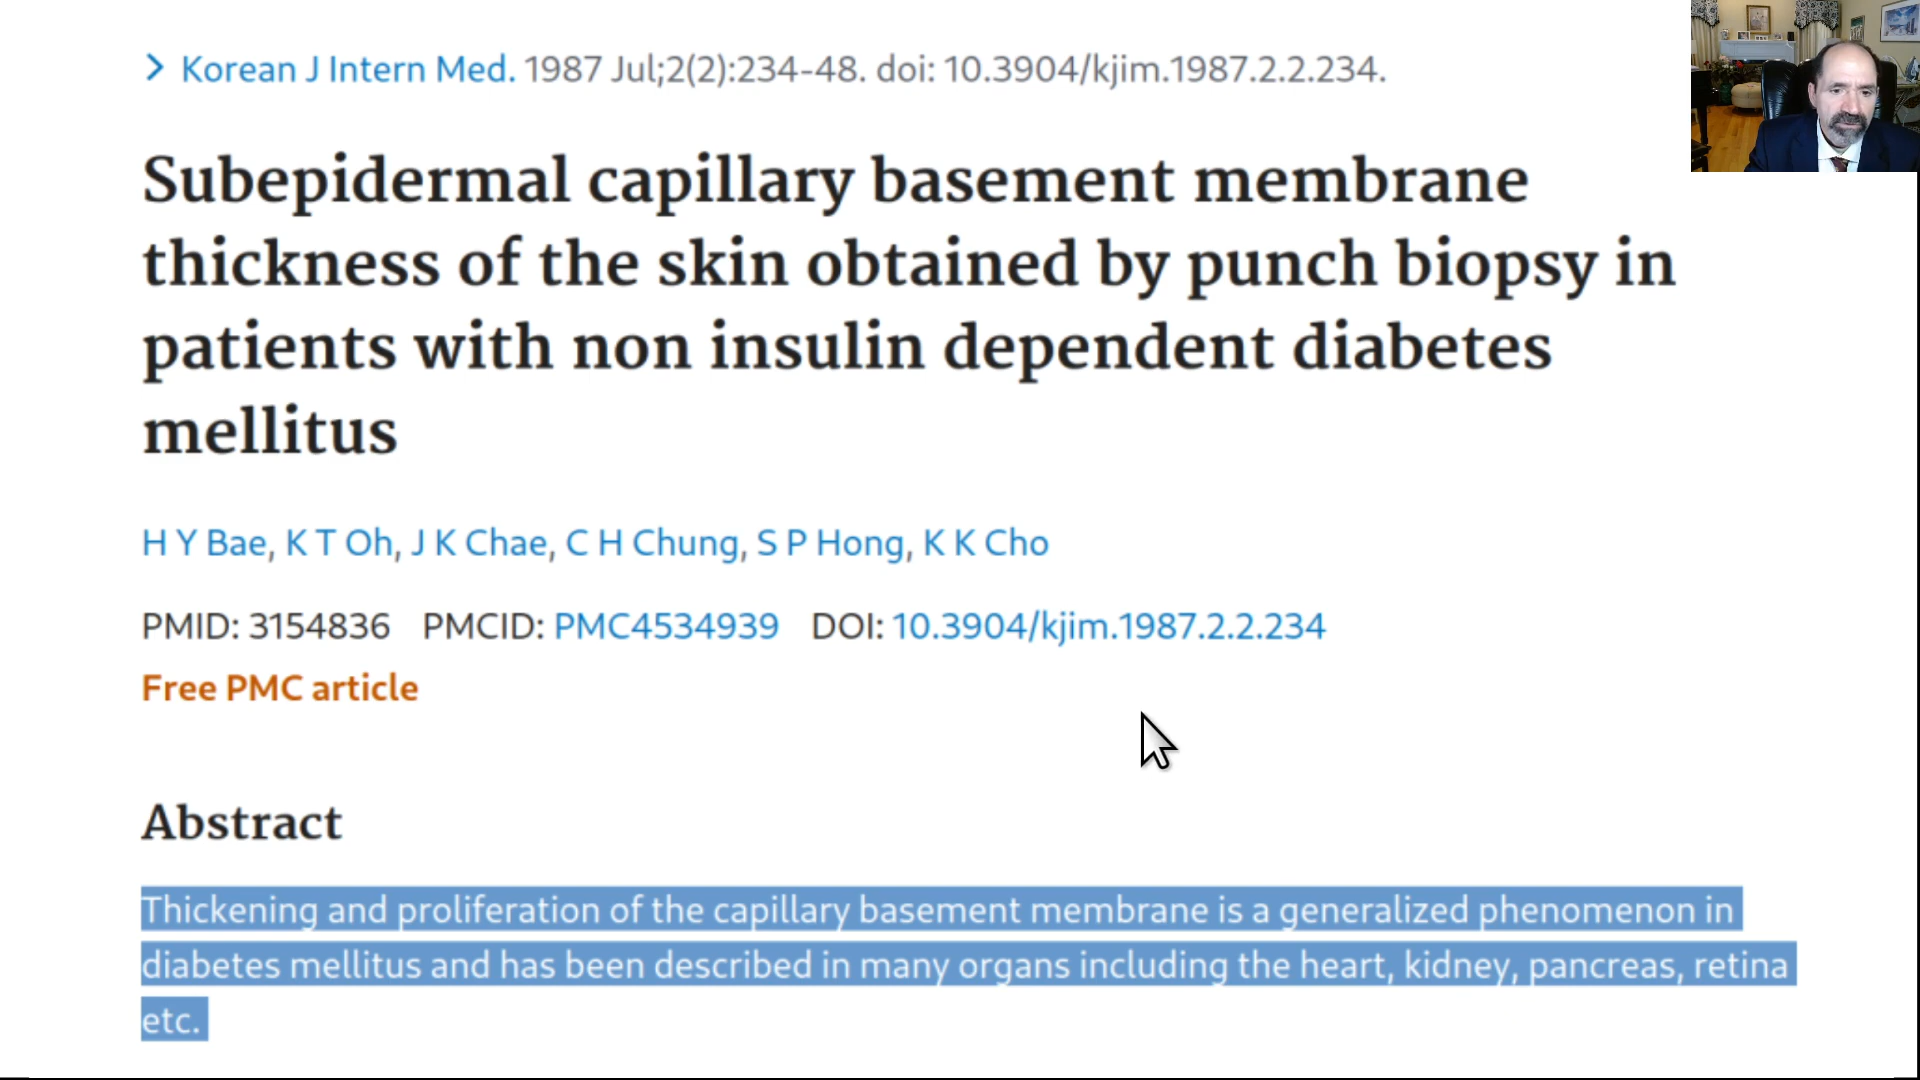 Korean J Intern Med. 1987 Jul;2(2):234-48. doi: 10.3904/kjim.1987.2.2.234.
Subepidermal capillary basement membrane
thickness of the skin obtained by punch biopsy in
patients with non insulin dependent diabetes
mellitus
H Y Bae, K T Oh, J K Chae, C H Chung, S P Hong, K K Cho
PMID: 3154836 PMCID: PMC4534939 DOI: 10.3904/kjim.1987.2.2.234
Free PMC article
Abstract
Thickening and proliferation of the capillary basement membrane is a generalized phenomenon in
diabetes mellitus and has been described in many organs including the heart, kidney, pancreas, retina
etc.